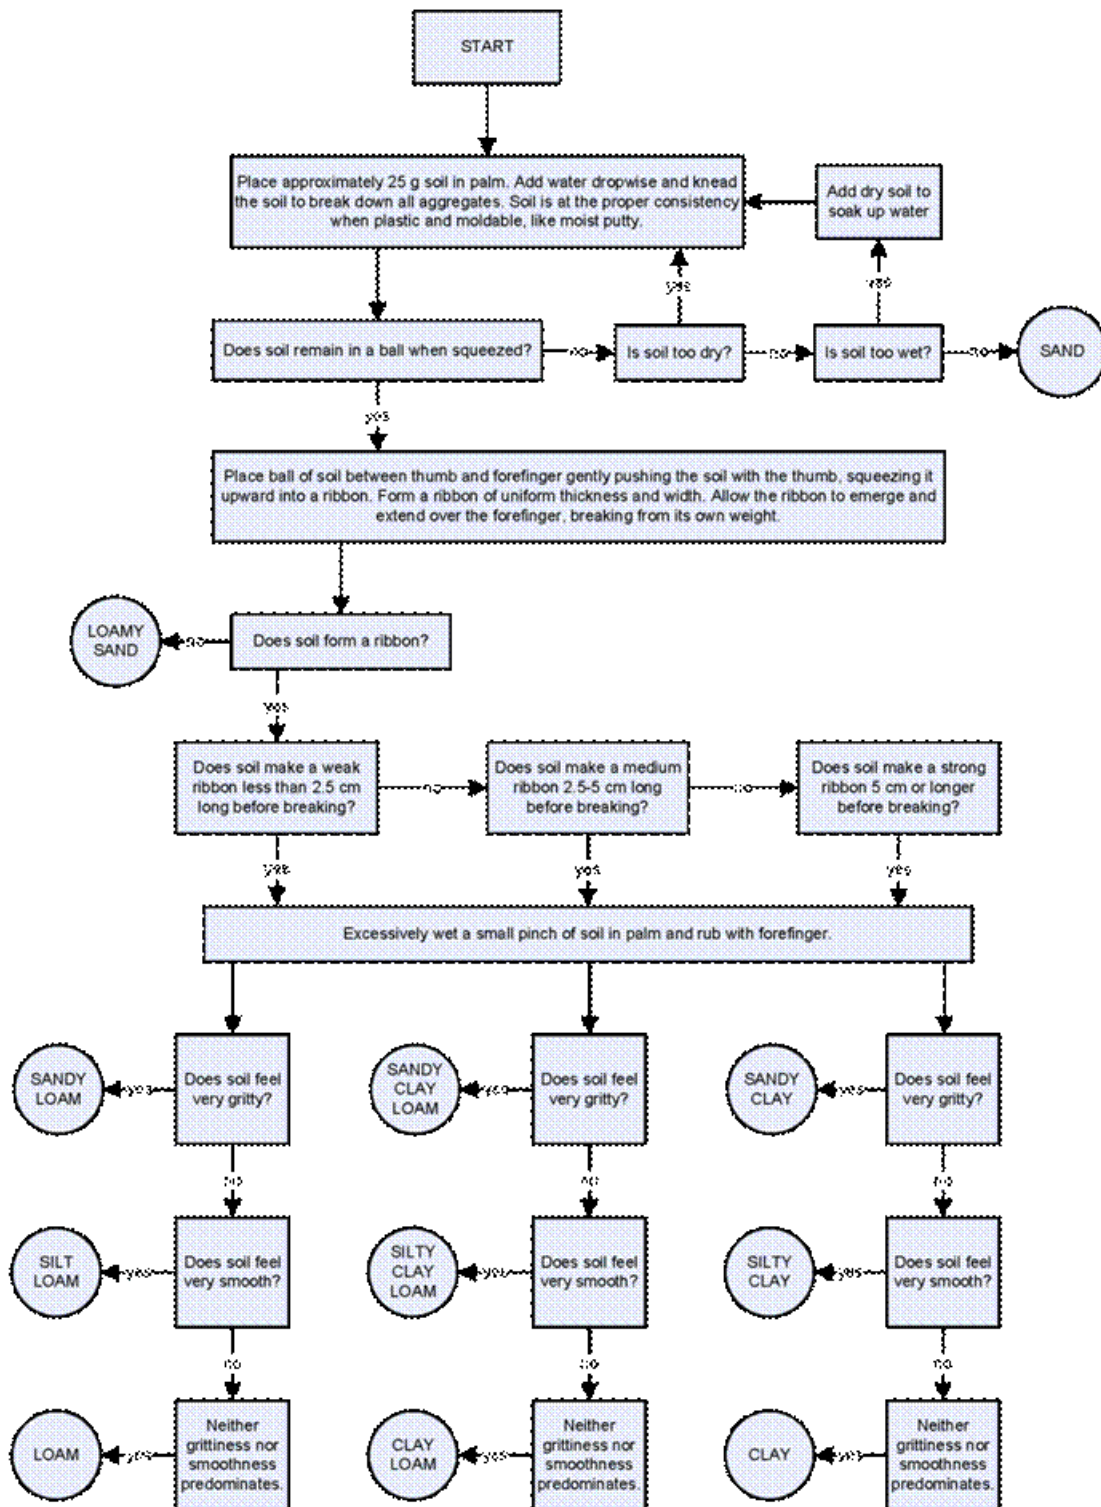 START
Place approximately 25 g soil in palm. Add water dropwise and knead
the soil to break down all aggregates. Soil is at the proper consistency
when plastic and moldable, like moist putty.
Add dry soil to
soak up water
yes
yes
Does soil remain in a ball when squeezed?
no
Is soil too dry?
no
Is soil too wet?
no
SAND
yes
Place ball of soil between thumb and forefinger gently pushing the soil with the thumb, squeezing it
upward into a ribbon. Form a ribbon of uniform thickness and width. Allow the ribbon to emerge and
extend over the forefinger, breaking from its own weight.
LOAMY
SAND
no
Does soil form a ribbon?
yes
Does soil make a weak
ribbon less than 2.5 cm
long before breaking?
no
Does soil make a medium
ribbon 2.5-5 cm long
before breaking?
no
Does soil make a strong
ribbon 5 cm or longer
before breaking?
yes
yes
yes
Excessively wet a small pinch of soil in palm and rub with forefinger.
SANDY
LOAM
yes
Does soil feel
very gritty?
SANDY
CLAY
LOAM
yes
Does soil feel
very gritty?
SANDY
CLAY
yes
Does soil feel
very gritty?
no
no
no
SILT
LOAM
yes
Does soil feel
very smooth?
SILTY
CLAY
LOAM
yes
Does soil feel
very smooth?
SILTY
CLAY
yes
Does soil feel
very smooth?
no
no
no
LOAM
yes
Neither
grittiness nor
smoothness
predominates.
CLAY
LOAM
yes
Neither
grittiness nor
smoothness
predominates.
CLAY
yes
Neither
grittiness nor
smoothness
predominates.